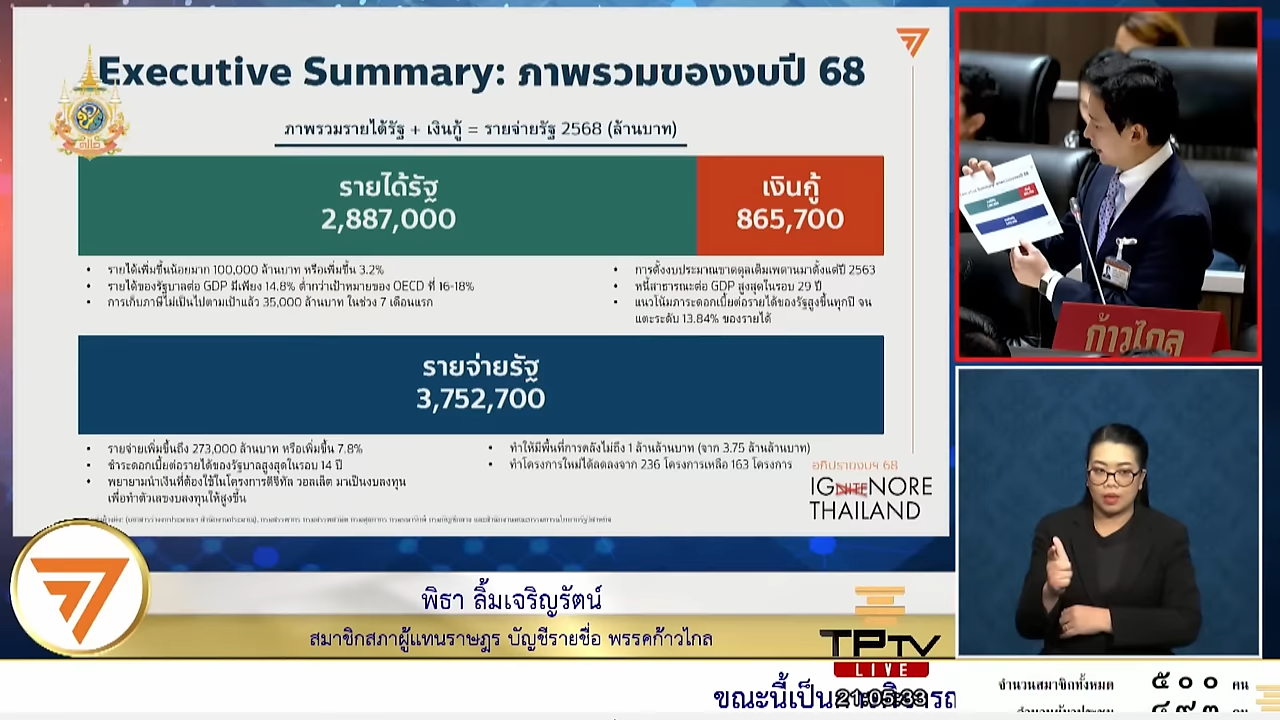 Executive Summary: ภาพรวมของงบปี 68
ภาพรวมรายได้รัฐ + เงินกู้ = รายจ่ายรัฐ 2568 (ล้านบาท)
รายได้รัฐ
2,887,000
เงินกู้
865,700
• รายได้เพิ่มขึ้นน้อยมาก 100,000 ล้านบาท หรือเพิ่มขึ้น 3.2%
• รายได้ของรัฐบาลต่อ GDP มีเพียง 14.8% ต่ำกว่าเป้าหมายของ OECD ที่ 16-18%
• การเก็บภาษีไม่เป็นไปตามเป้าแล้ว 35,000 ล้านบาท ในช่วง 7 เดือนแรก
• การตั้งงบประมาณขาดดุลเต็มเพดานมาตั้งแต่ปี 2563
• หนี้สาธารณะต่อ GDP สูงสุดในรอบ 29 ปี
• แนวโน้มภาระดอกเบี้ยต่อรายได้ของรัฐสูงขึ้นทุกปี จน
แตะระดับ 13.84% ของรายได้
รายจ่ายรัฐ
3,752,700
• รายจ่ายเพิ่มขึ้นถึง 273,000 ล้านบาท หรือเพิ่มขึ้น 7.8%
• ชำระดอกเบี้ยต่อรายได้ของรัฐบาลสูงสุดในรอบ 14 ปี
• พยายามนำเงินที่ต้องใช้ในโครงการดิจิทัล วอลเล็ต มาเป็นงบลงทุน
เพื่อทำตัวเลขงบลงทุนให้สูงขึ้น
• ทำให้มีพื้นที่การคลังไม่ถึง 1 ล้านล้านบาท (จาก 3.75 ล้านล้านบาท)
• ทำโครงการใหม่ได้ลดลงจาก 236 โครงการเหลือ 163 โครงการ
อภิปรายงบฯ 68
IGNITENORE
THAILAND
ก้าวไกล
พิธา ลิ้มเจริญรัตน์
สมาชิกสภาผู้แทนราษฎร บัญชีรายชื่อ พรรคก้าวไกล
TPTV
LIVE
21:05:33
ขณะนี้เป็น
จำนวนสมาชิกทั้งหมด ๕๐๐ คน